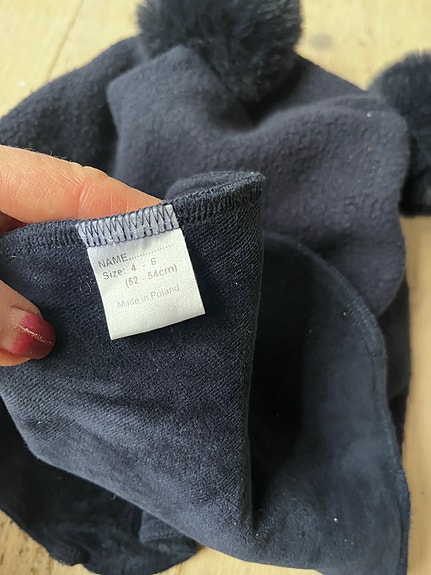 NAME..................
Size: 4 - 6
(52 - 54cm)
Made in Poland